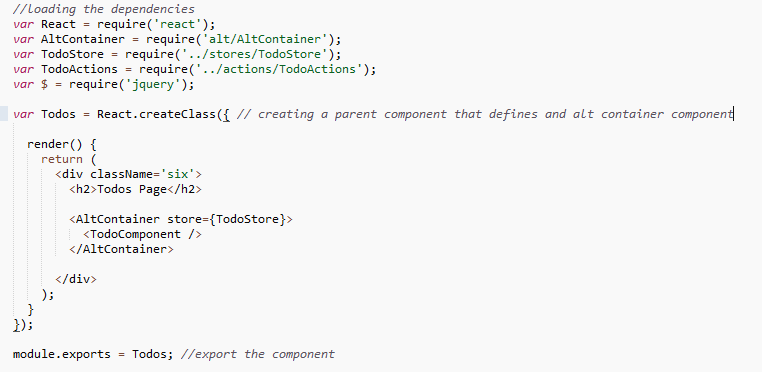 //loading the dependencies
var React = require('react');
var AltContainer = require('alt/AltContainer');
var TodoStore = require('../stores/TodoStore');
var TodoActions = require('../actions/TodoActions');
var $ = require('jquery');
var Todos = React.createClass({ // creating a parent component that defines and alt container component
render() {
return (
<div className='six'>
<h2>Todos Page</h2>
<AltContainer store={TodoStore}>
<TodoComponent />
</AltContainer>
</div>
);
}
});
module.exports = Todos; //export the component